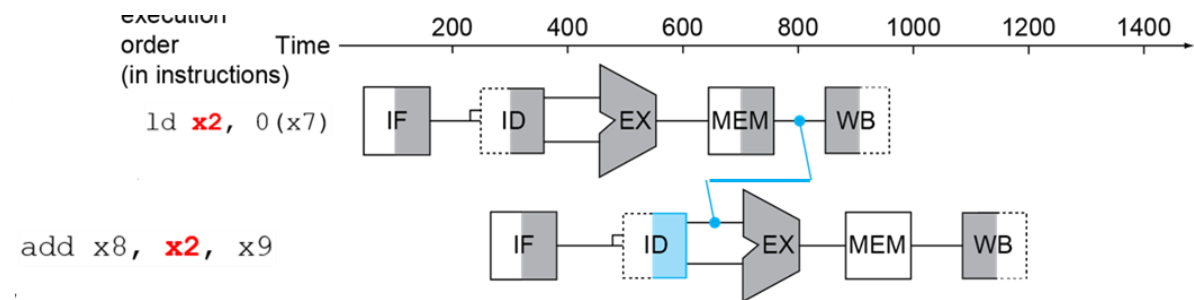 execution
order Time 200 400 600 800 1000 1200 1400
(in instructions)
ld x2, 0(x7) IF ID EX MEM WB
add x8, x2, x9 IF ID EX MEM WB